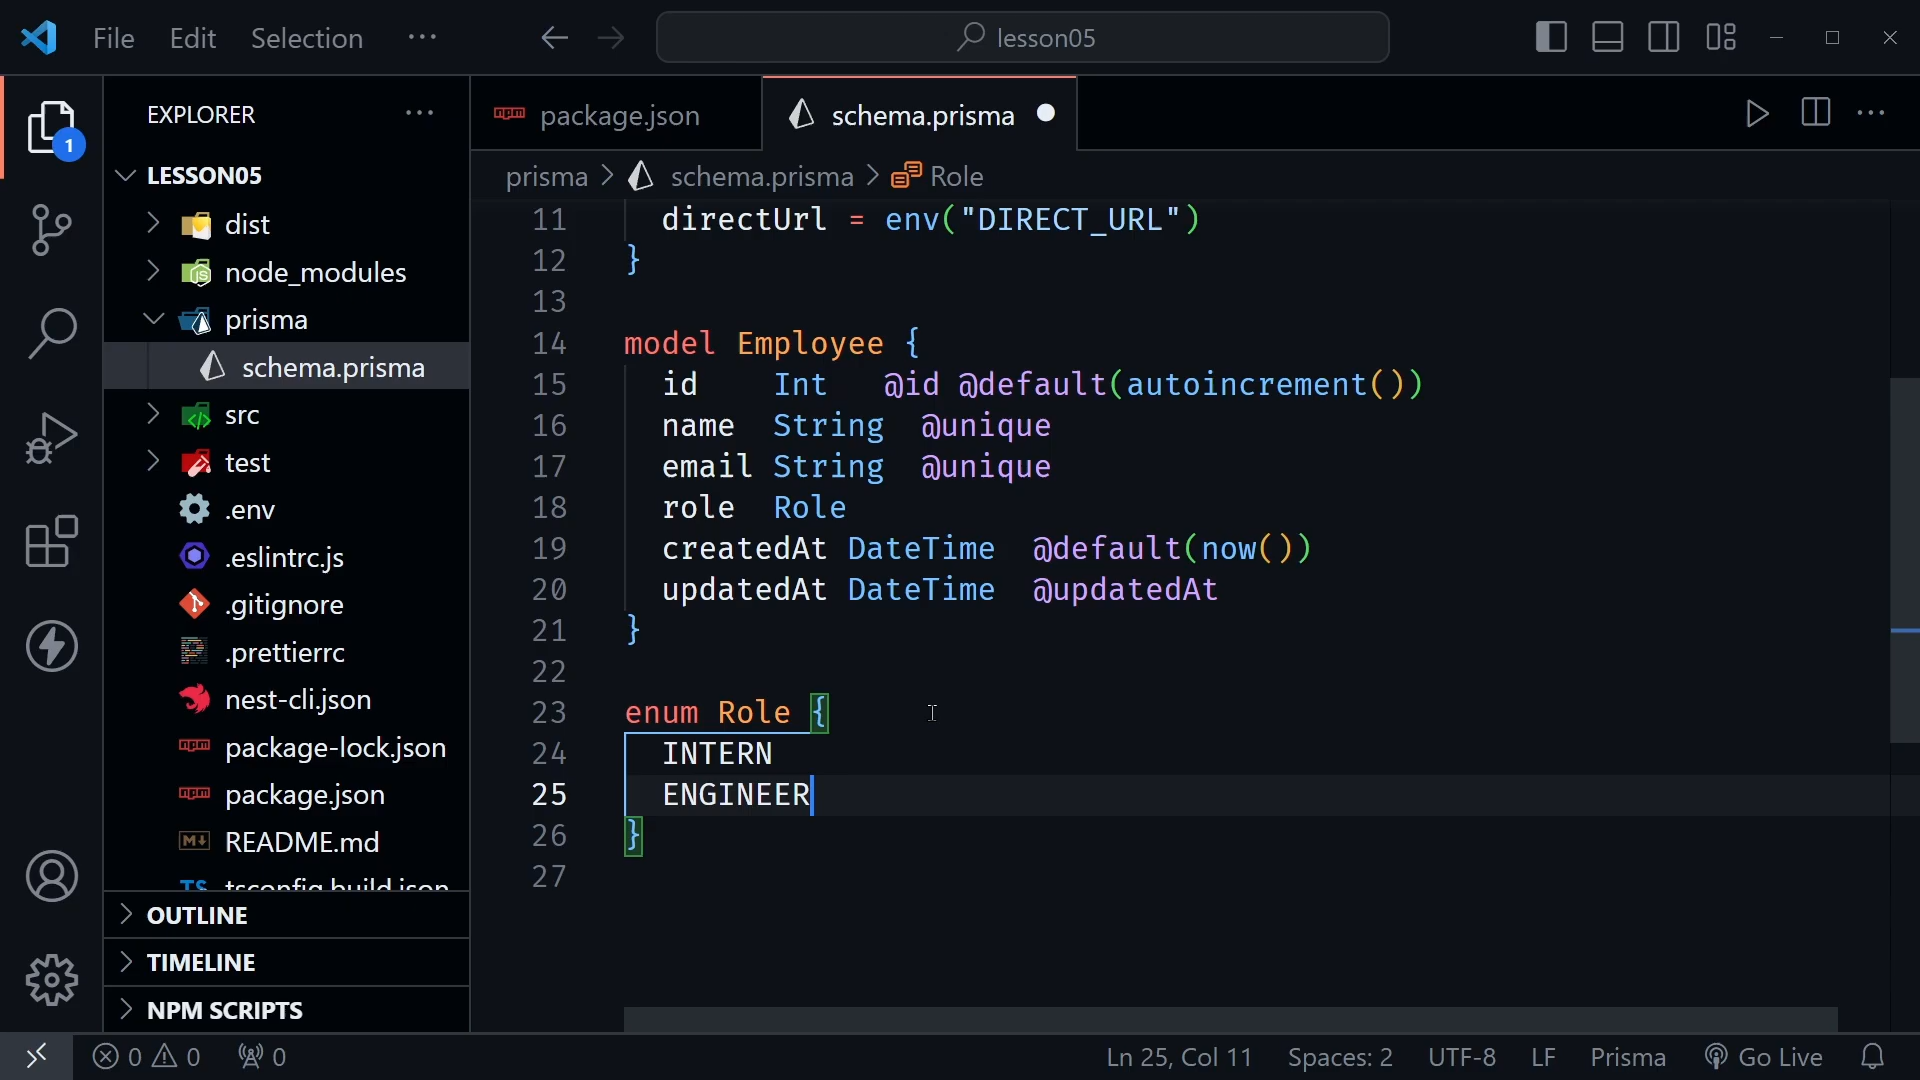 File Edit Selection ··· lesson05
EXPLORER ···
LESSON05
dist
node_modules
prisma
schema.prisma
src
test
.env
.eslintrc.js
.gitignore
.prettierrc
nest-cli.json
package-lock.json
package.json
README.md
tsconfig.build.json
OUTLINE
TIMELINE
NPM SCRIPTS
1
package.json schema.prisma
prisma > schema.prisma > Role
11 directUrl = env("DIRECT_URL")
12 }
13
14 model Employee {
15 id Int @id @default(autoincrement())
16 name String @unique
17 email String @unique
18 role Role
19 createdAt DateTime @default(now())
20 updatedAt DateTime @updatedAt
21 }
22
23 enum Role {
24 INTERN
25 ENGINEER
26 }
27
0 0 0 Ln 25, Col 11 Spaces: 2 UTF-8 LF Prisma Go Live